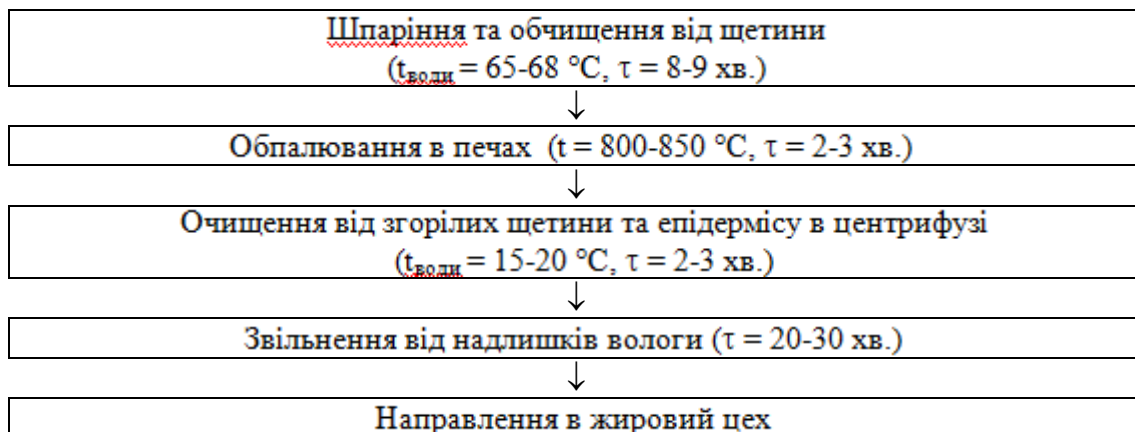 Шпаріння та обчищення від щетини
(tводи = 65-68 °C, τ = 8-9 хв.)
↓
Обпалювання в печах (t = 800-850 °C, τ = 2-3 хв.)
↓
Очищення від згорілих щетини та епідермісу в центрифузі
(tводи = 15-20 °C, τ = 2-3 хв.)
↓
Звільнення від надлишків вологи (τ = 20-30 хв.)
↓
Направлення в жировий цех